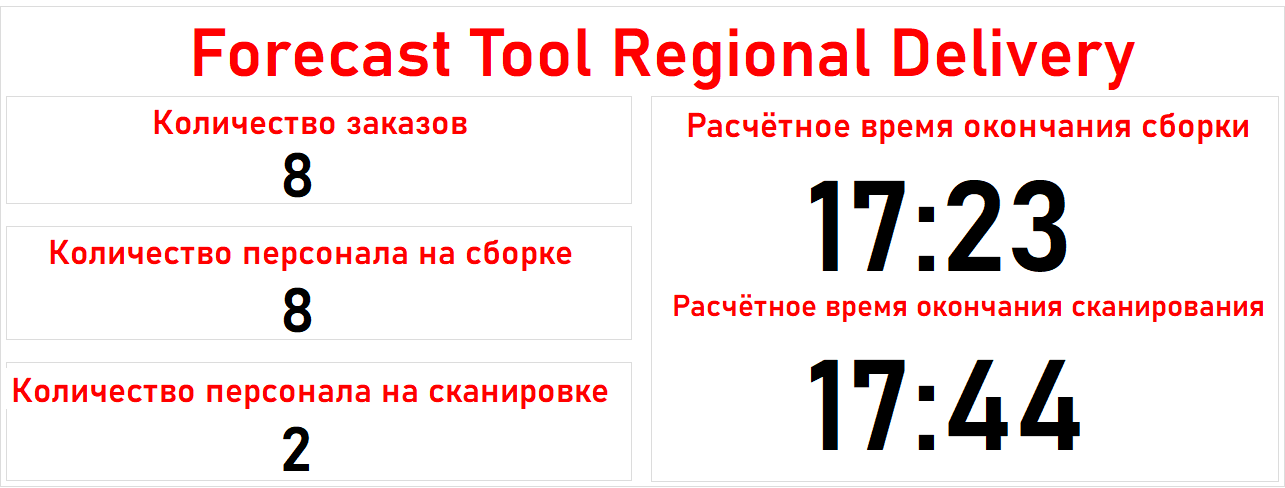 Forecast Tool Regional Delivery
Количество заказов
8
Количество персонала на сборке
8
Количество персонала на сканировке
2
Расчётное время окончания сборки
17:23
Расчётное время окончания сканирования
17:44